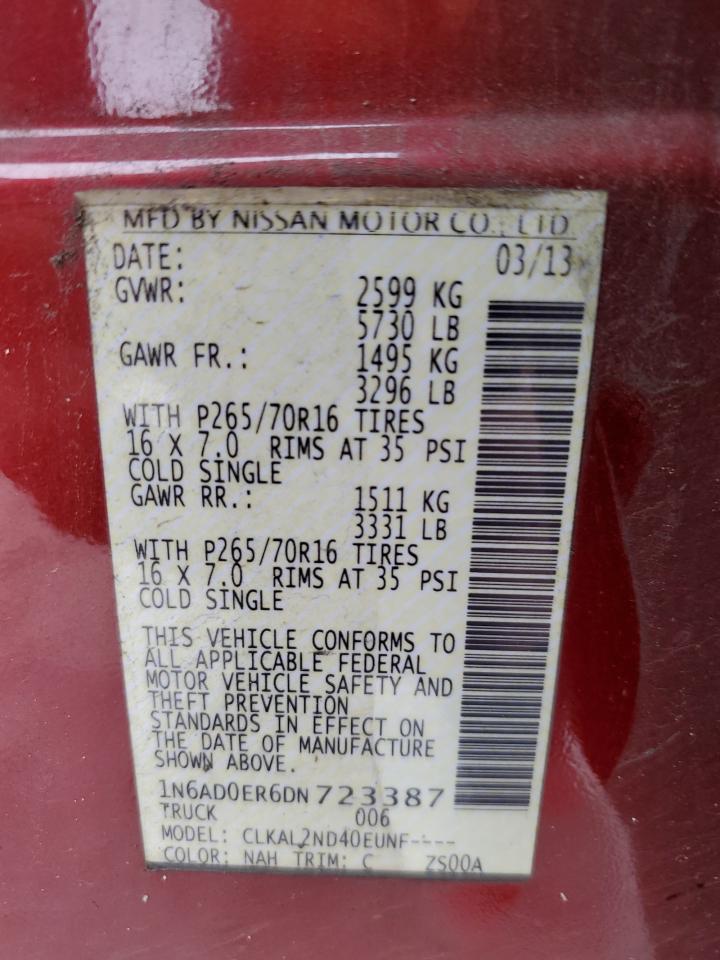 MFD BY NISSAN MOTOR CO., LTD.
DATE: 03/13
GVWR: 2599 KG
5730 LB
GAWR FR.: 1495 KG
3296 LB
WITH P265/70R16 TIRES
16 X 7.0 RIMS AT 35 PSI
COLD SINGLE
GAWR RR.: 1511 KG
3331 LB
WITH P265/70R16 TIRES
16 X 7.0 RIMS AT 35 PSI
COLD SINGLE
THIS VEHICLE CONFORMS TO
ALL APPLICABLE FEDERAL
MOTOR VEHICLE SAFETY AND
THEFT PREVENTION
STANDARDS IN EFFECT ON
THE DATE OF MANUFACTURE
SHOWN ABOVE.
1N6AD0ER6DN723387
TRUCK 006
MODEL: CLKAL2ND40EUNF----
COLOR: NAH TRIM: C ZS00A